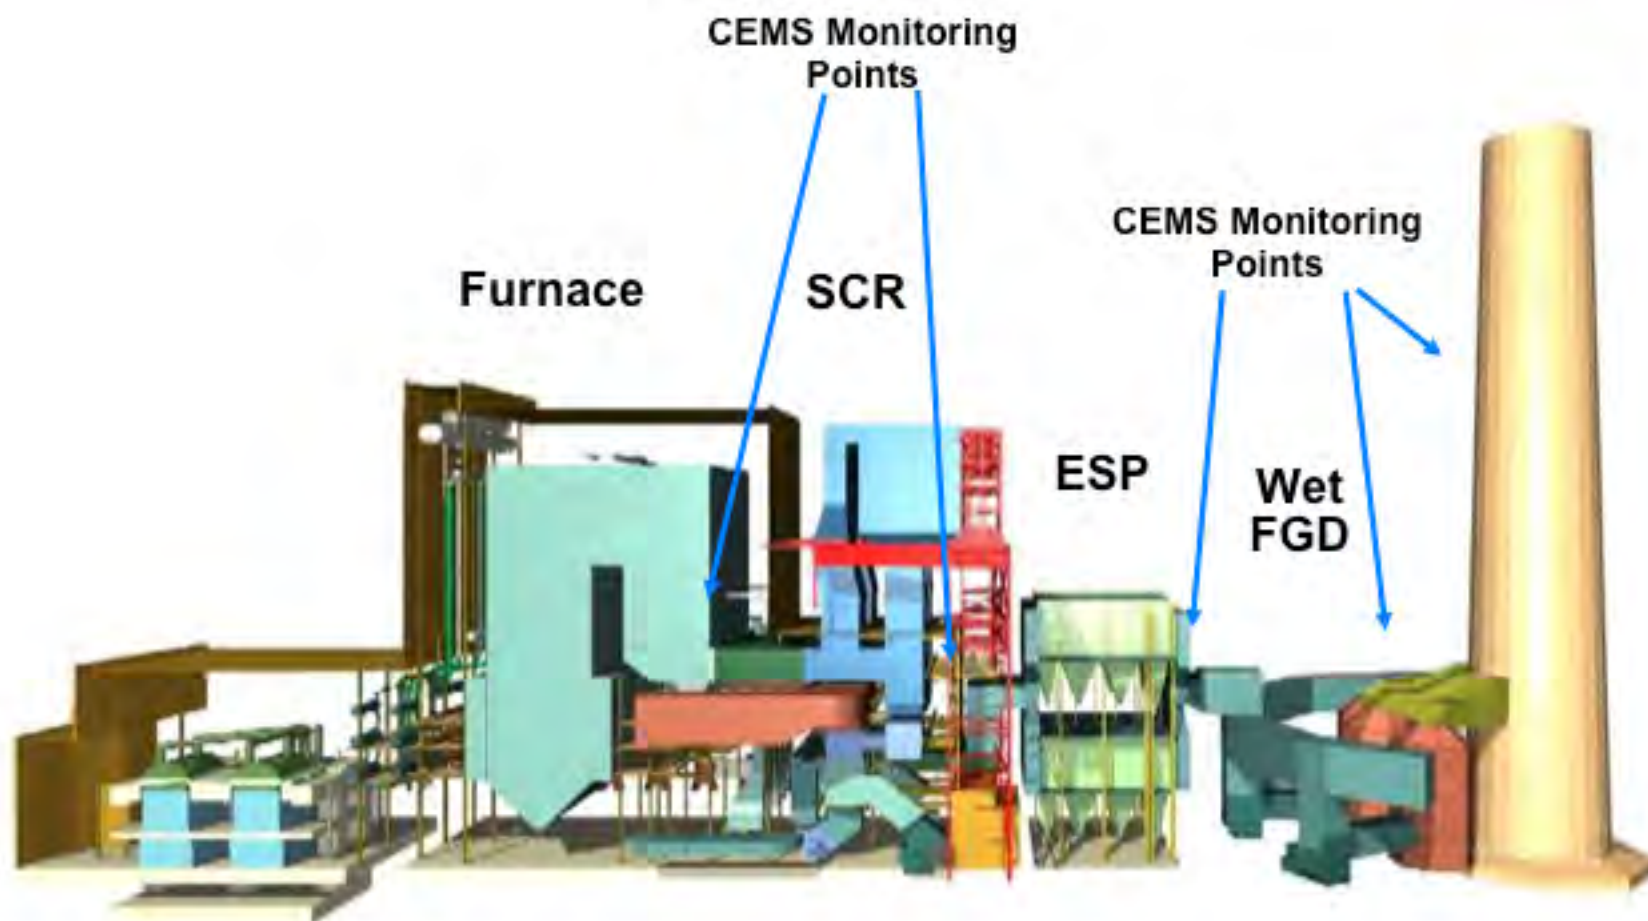 CEMS Monitoring
Points
CEMS Monitoring
Points
Furnace
SCR
ESP
Wet
FGD